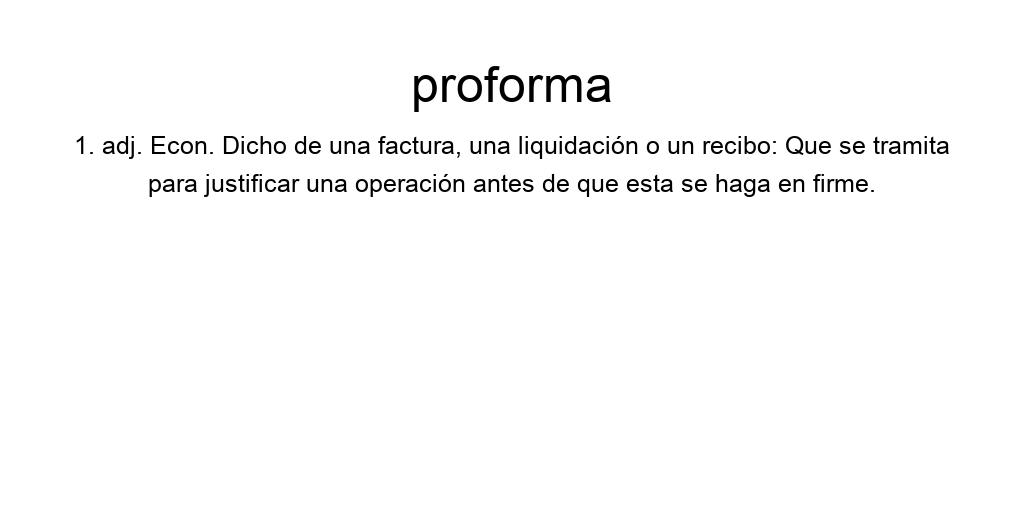 proforma
1. adj. Econ. Dicho de una factura, una liquidación o un recibo: Que se tramita
para justificar una operación antes de que esta se haga en firme.